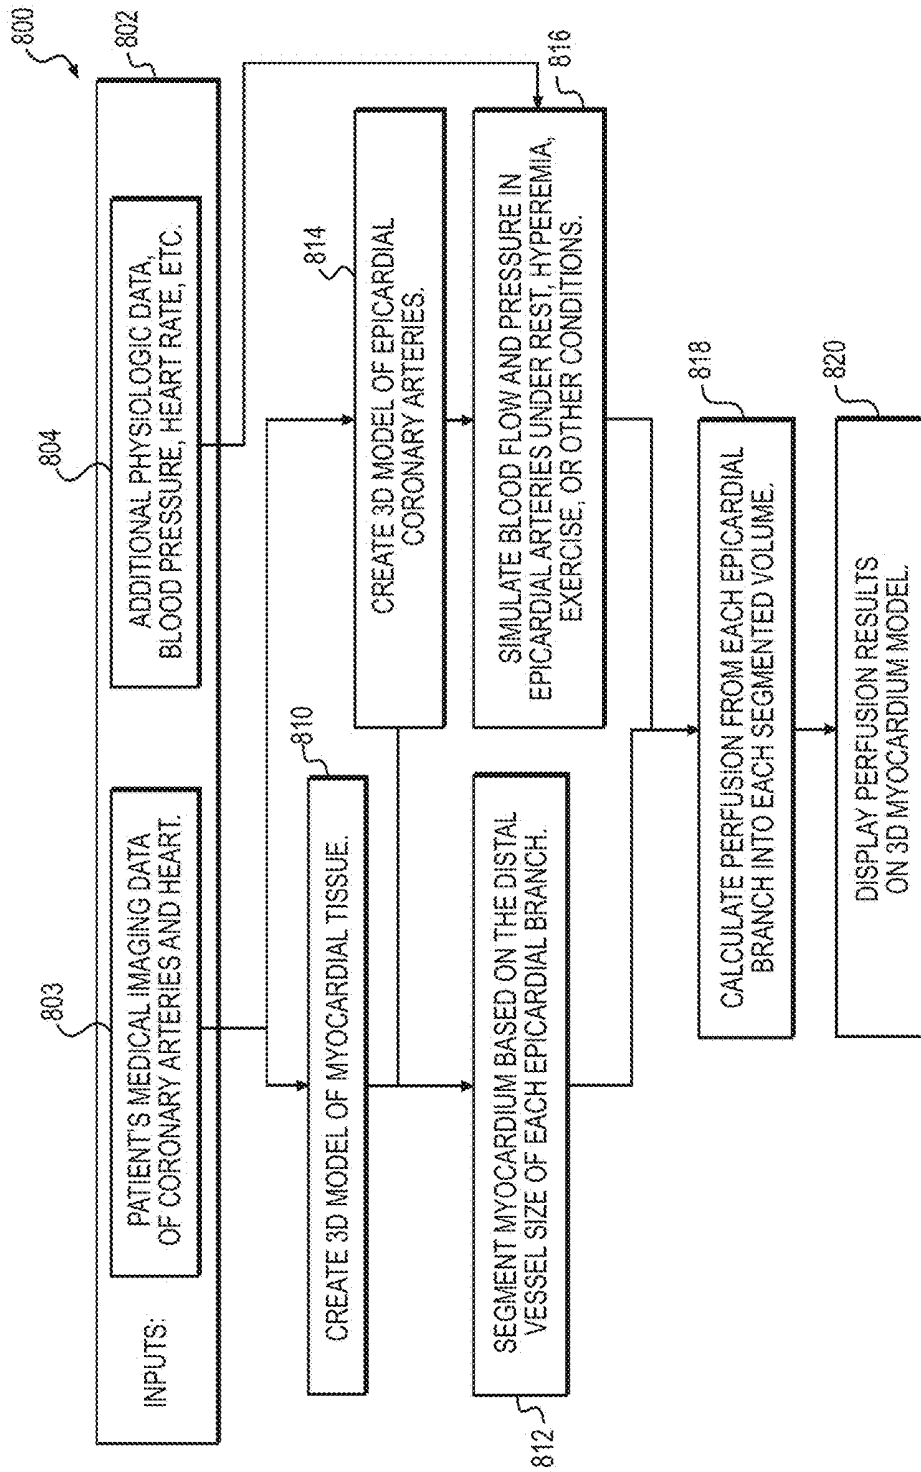 800
802
INPUTS:
803
PATIENT'S MEDICAL IMAGING DATA
OF CORONARY ARTERIES AND HEART.
804
ADDITIONAL PHYSIOLOGIC DATA,
BLOOD PRESSURE, HEART RATE, ETC.
810
CREATE 3D MODEL OF MYOCARDIAL TISSUE.
814
CREATE 3D MODEL OF EPICARDIAL
CORONARY ARTERIES.
812
SEGMENT MYOCARDIUM BASED ON THE DISTAL
VESSEL SIZE OF EACH EPICARDIAL BRANCH.
816
SIMULATE BLOOD FLOW AND PRESSURE IN
EPICARDIAL ARTERIES UNDER REST, HYPEREMIA,
EXERCISE, OR OTHER CONDITIONS.
818
CALCULATE PERFUSION FROM EACH EPICARDIAL
BRANCH INTO EACH SEGMENTED VOLUME.
820
DISPLAY PERFUSION RESULTS
ON 3D MYOCARDIUM MODEL.